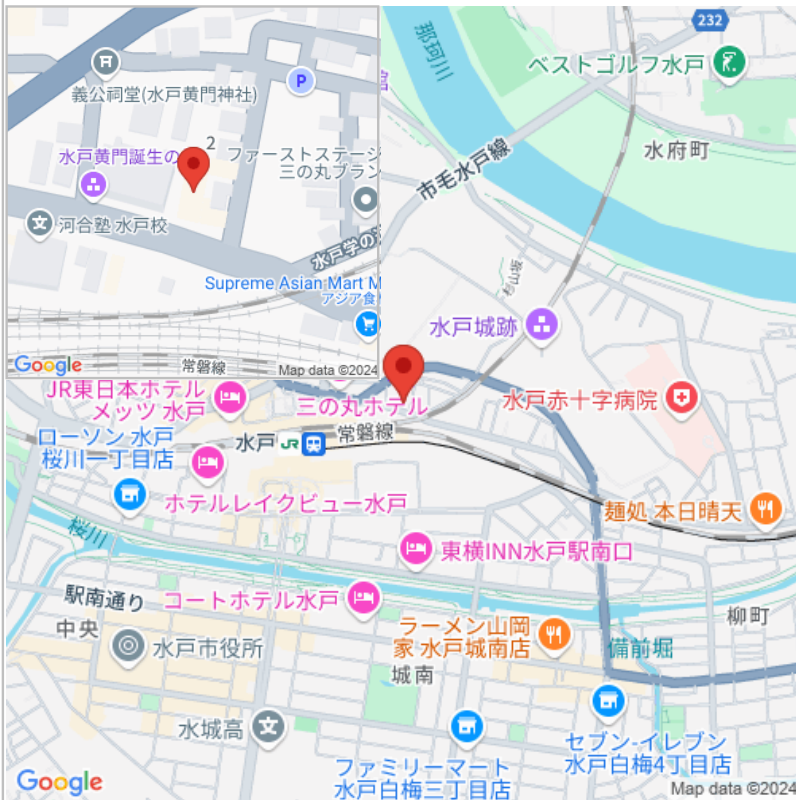 義公祠堂(水戸黄門神社)
P
2
水戸黄門誕生の
ファーストステージ
三の丸ブラン
河合塾 水戸校
水戸学の
Supreme Asian Mart M
アジア食
常磐線
Google
Map data ©2024
232
那珂川
ベストゴルフ水戸
館
水府町
市毛水戸線
杉山坂
水戸城跡
JR東日本ホテル
メッツ 水戸
三の丸ホテル
水戸赤十字病院
ローソン 水戸
桜川一丁目店
水戸
JR
常磐線
ホテルレイクビュー水戸
麺処 本日晴天
桜川
東横INN水戸駅南口
駅南通り
コートホテル水戸
中央
水戸市役所
ラーメン山岡
家 水戸城南店
柳町
備前堀
城南
水城高
セブン-イレブン
水戸白梅4丁目店
ファミリーマート
水戸白梅三丁目店
Google
Map data ©2024